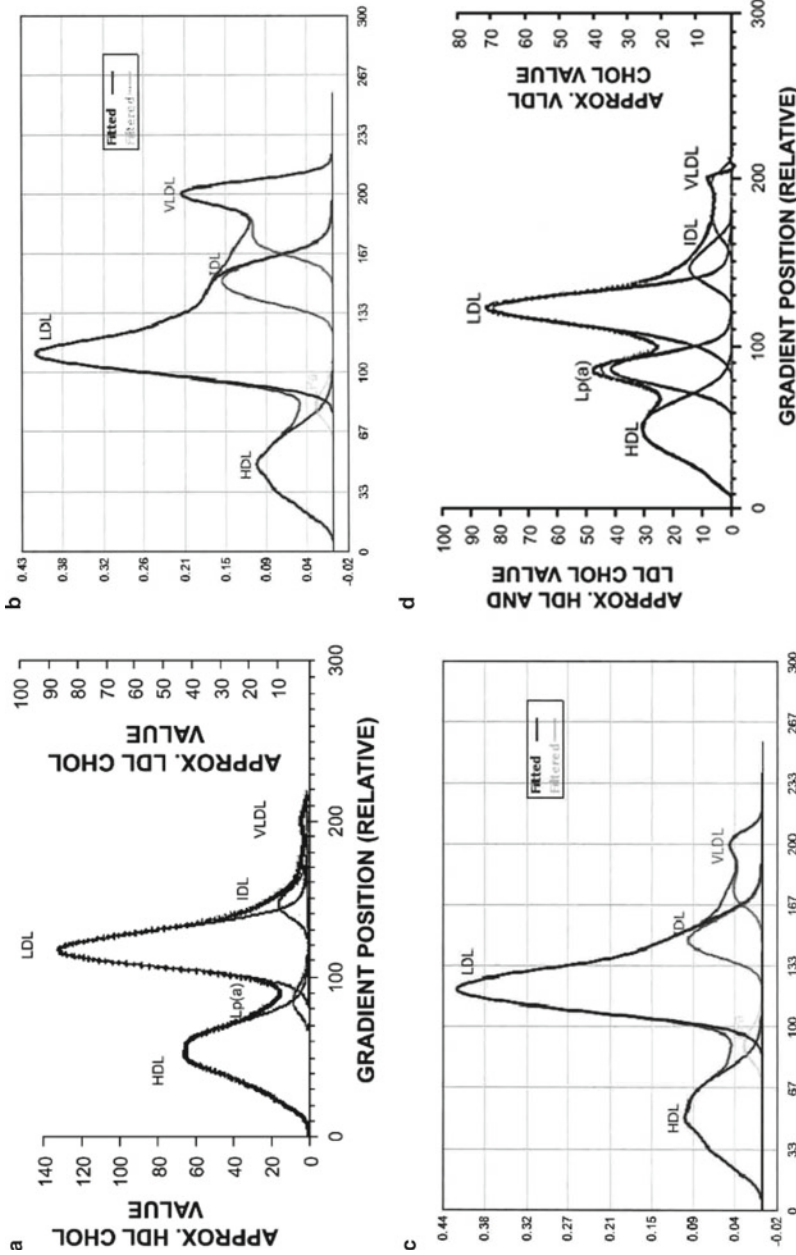 a
APPROX. HDL CHOL
VALUE
140
120
100
80
60
40
20
0
HDL
Lp(a)
LDL
IDL
VLDL
100
90
80
70
60
50
40
30
20
10
APPROX. LDL CHOL
VALUE
0
100
200
300
GRADIENT POSITION (RELATIVE)
b
0.43
0.38
0.32
0.26
0.21
0.15
0.09
0.04
-0.02
HDL
LDL
IDL
VLDL
Fitted
Filtered
0
33
67
100
133
167
200
233
267
300
c
0.44
0.38
0.33
0.27
0.21
0.15
0.09
0.04
-0.02
HDL
LDL
IDL
VLDL
Fitted
Filtered
0
33
67
100
133
167
200
233
267
300
d
APPROX. HDL AND
LDL CHOL VALUE
100
90
80
70
60
50
40
30
20
10
0
HDL
Lp(a)
LDL
IDL
VLDL
80
70
60
50
40
30
20
10
APPROX. VLDL
CHOL VALUE
0
100
200
300
GRADIENT POSITION (RELATIVE)